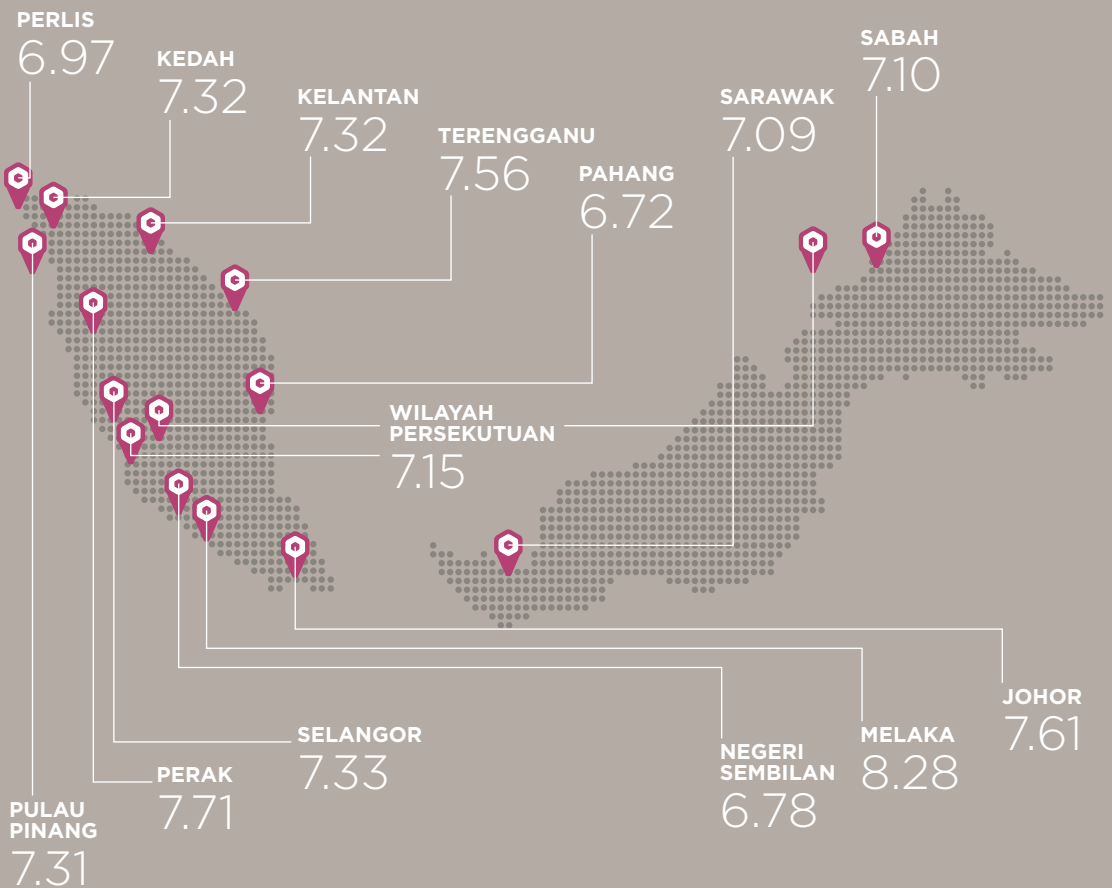 PERLIS
6.97
KEDAH
7.32
KELANTAN
7.32
TERENGGANU
7.56
PAHANG
6.72
SARAWAK
7.09
SABAH
7.10
WILAYAH
PERSEKUTUAN
7.15
JOHOR
7.61
MELAKA
8.28
NEGERI
SEMBILAN
6.78
SELANGOR
7.33
PERAK
7.71
PULAU
PINANG
7.31